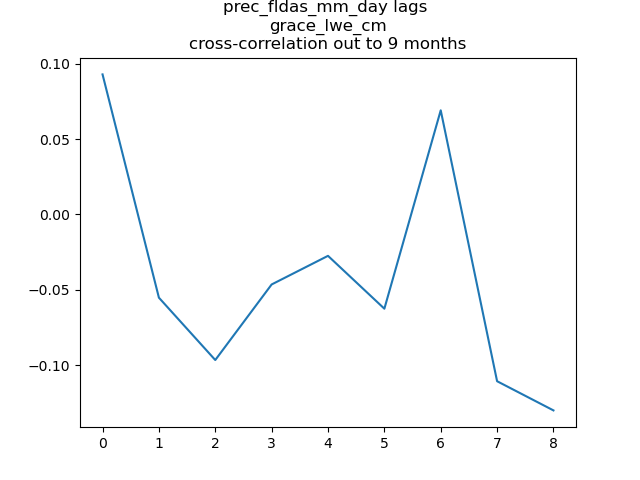 prec_fldas_mm_day lags
grace_lwe_cm
cross-correlation out to 9 months
0.10
0.05
0.00
−0.05
−0.10
0 1 2 3 4 5 6 7 8